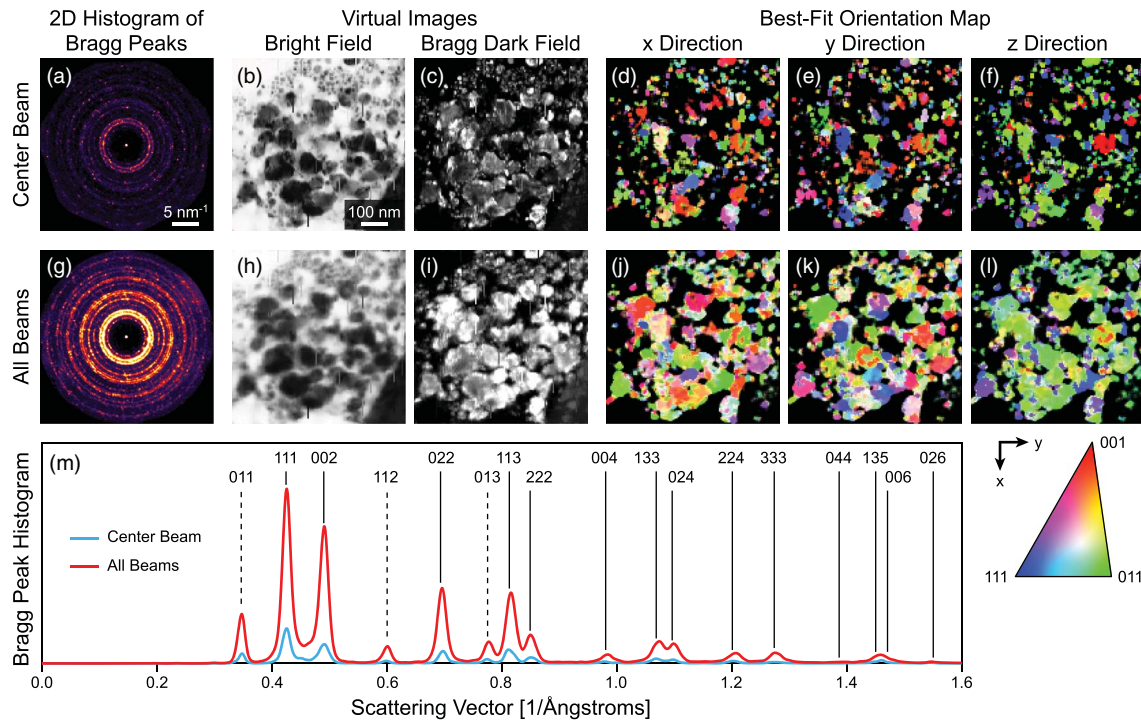 2D Histogram of
Bragg Peaks
Virtual Images
Bright Field
Bragg Dark Field
Best-Fit Orientation Map
x Direction
y Direction
z Direction
Center Beam
(a)
5 nm⁻¹
(b)
100 nm
(c)
(d)
(e)
(f)
All Beams
(g)
(h)
(i)
(j)
(k)
(l)
Bragg Peak Histogram
(m)
011
111
002
112
022
013
113
222
004
133
024
224
333
044
135
006
026
Center Beam
All Beams
0.0
0.2
0.4
0.6
0.8
1.0
1.2
1.4
1.6
Scattering Vector [1/Ångstroms]
y
x
001
111
011